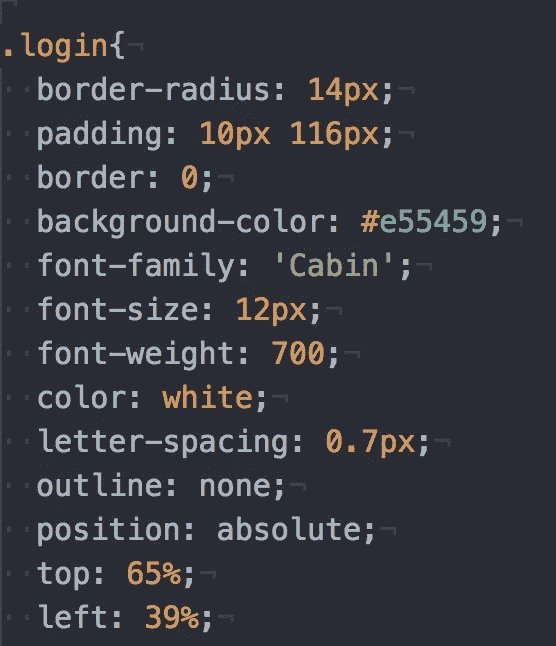 .login{
border-radius: 14px;
padding: 10px 116px;
border: 0;
background-color: #e55459;
font-family: 'Cabin';
font-size: 12px;
font-weight: 700;
color: white;
letter-spacing: 0.7px;
outline: none;
position: absolute;
top: 65%;
left: 39%;